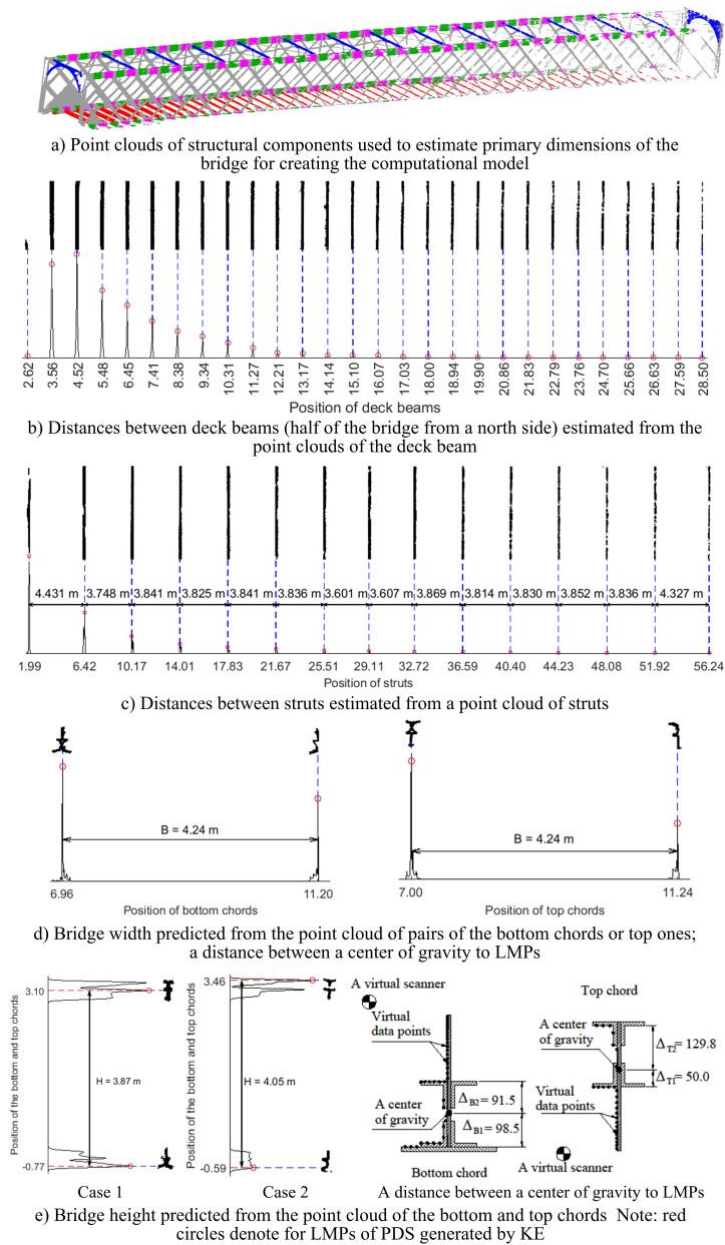 a) Point clouds of structural components used to estimate primary dimensions of the
bridge for creating the computational model
2.62 3.56 4.52 5.48 6.45 7.41 8.38 9.34 10.31 11.27 12.21 13.17 14.14 15.10 16.07 17.03 18.00 18.94 19.90 20.86 21.83 22.79 23.76 24.70 25.66 26.63 27.59 28.50
Position of deck beams
b) Distances between deck beams (half of the bridge from a north side) estimated from the
point clouds of the deck beam
4.431 m 3.748 m 3.841 m 3.825 m 3.841 m 3.836 m 3.601 m 3.607 m 3.869 m 3.814 m 3.830 m 3.852 m 3.836 m 4.327 m
1.99 6.42 10.17 14.01 17.83 21.67 25.51 29.11 32.72 36.59 40.40 44.23 48.08 51.92 56.24
Position of struts
c) Distances between struts estimated from a point cloud of struts
B = 4.24 m
6.96 11.20
Position of bottom chords
B = 4.24 m
7.00 11.24
Position of top chords
d) Bridge width predicted from the point cloud of pairs of the bottom chords or top ones;
a distance between a center of gravity to LMPs
Position of the bottom and top chords
3.10
H = 3.87 m
-0.77
Case 1
Position of the bottom and top chords
3.46
H = 4.05 m
-0.59
Case 2
A virtual scanner
Virtual
data points
A center
of gravity
ΔB2= 91.5
ΔB1= 98.5
Bottom chord
Top chord
A center
of gravity
ΔT2= 129.8
ΔT1= 50.0
Virtual
data points
A virtual scanner
A distance between a center of gravity to LMPs
e) Bridge height predicted from the point cloud of the bottom and top chords Note: red
circles denote for LMPs of PDS generated by KE